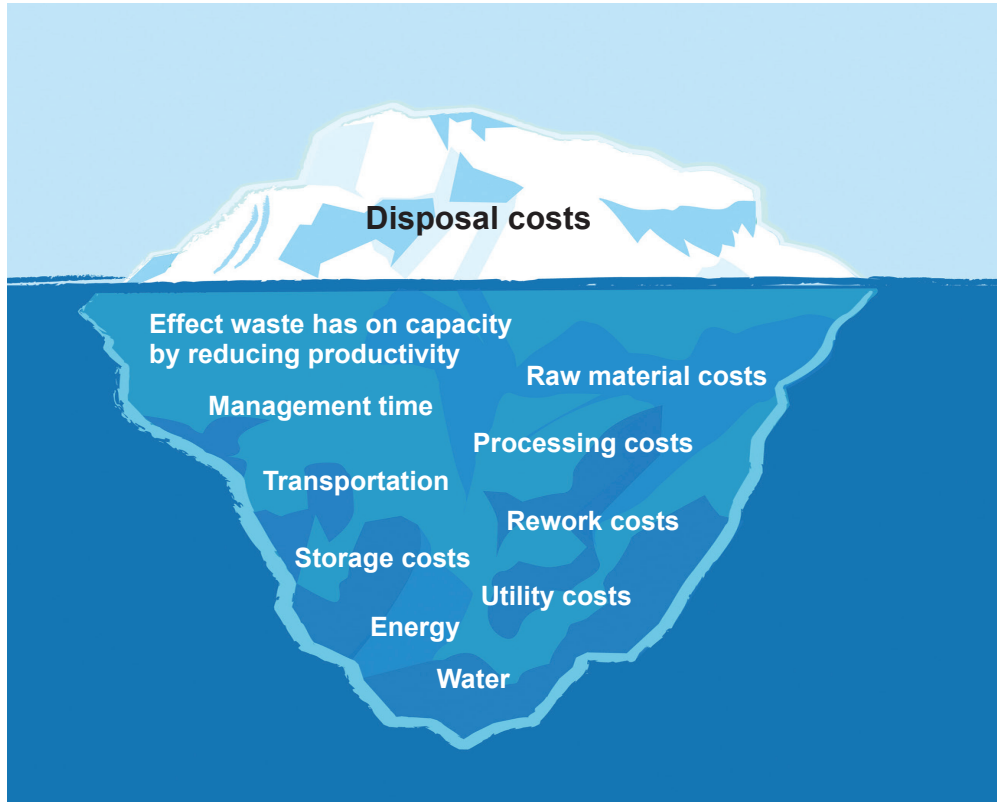 Disposal costs
Effect waste has on capacity
by reducing productivity
Raw material costs
Management time
Processing costs
Transportation
Rework costs
Storage costs
Utility costs
Energy
Water